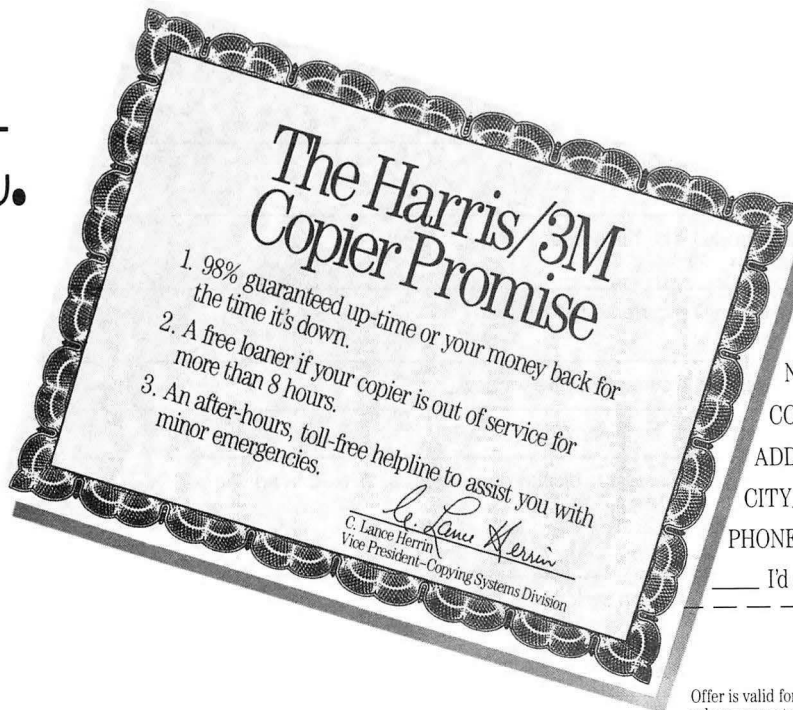 The Harris/3M
Copier Promise
1. 98% guaranteed up-time or your money back for
the time it's down.
2. A free loaner if your copier is out of service for
more than 8 hours.
3. An after-hours, toll-free helpline to assist you with
minor emergencies.
C. Lance Herrin
C. Lance Herrin
Vice President–Copying Systems Division
N
CO
ADD
CITY
PHONE
I'd
Offer is valid for